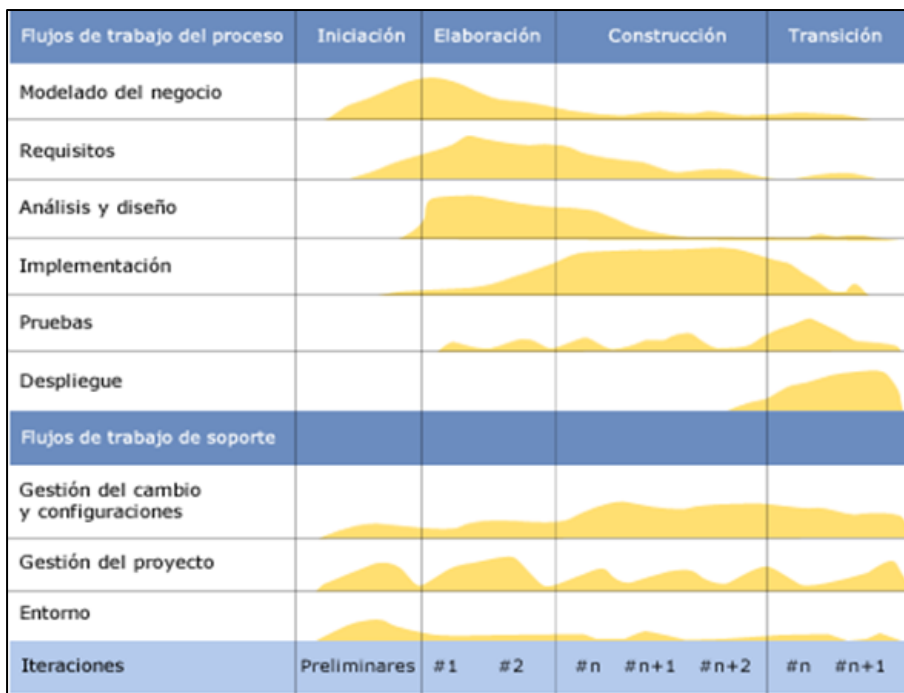 Flujos de trabajo del proceso Iniciación Elaboración Construcción Transición
Modelado del negocio
Requisitos
Análisis y diseño
Implementación
Pruebas
Despliegue
Flujos de trabajo de soporte
Gestión del cambio
y configuraciones
Gestión del proyecto
Entorno
Iteraciones Preliminares #1 #2 #n #n+1 #n+2 #n #n+1